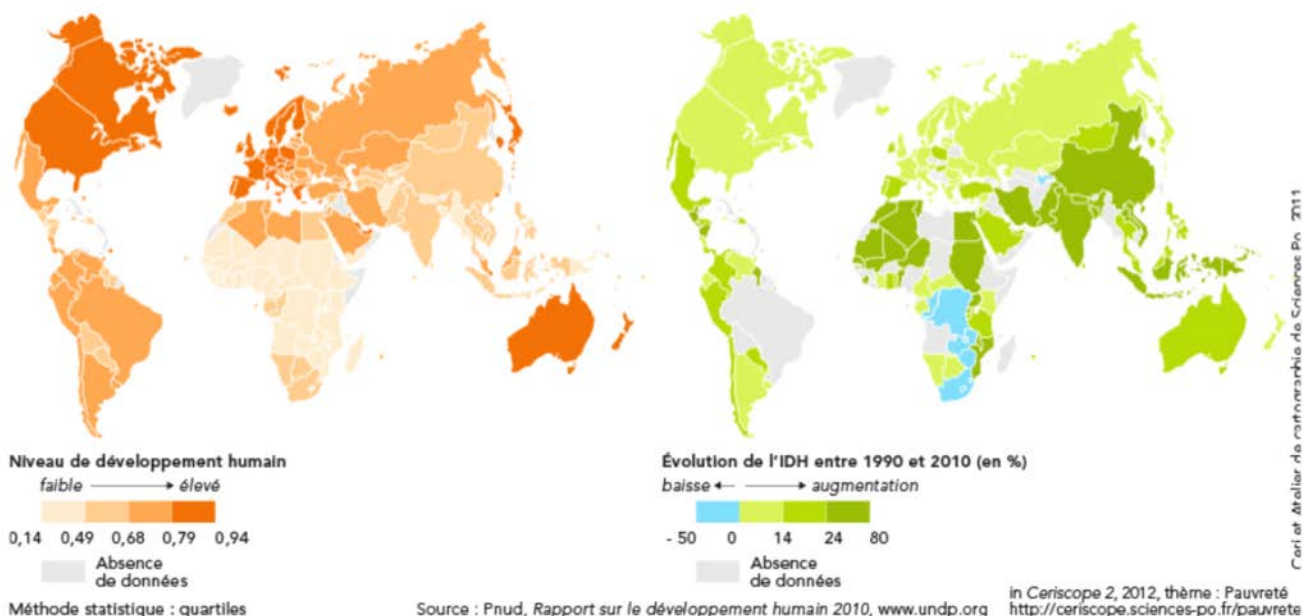 Niveau de développement humain
faible élevé
0,14 0,49 0,68 0,79 0,94
Absence
de données
Méthode statistique : quartiles
Évolution de l'IDH entre 1990 et 2010 (en %)
baisse augmentation
- 50 0 14 24 80
Absence
de données
Source : Pnud, Rapport sur le développement humain 2010, www.undp.org
in Ceriscope 2, 2012, thème : Pauvreté
http://ceriscope.sciences-po.fr/pauvrete
Ceri et Atelier de cartographie de Sciences Po, 2011